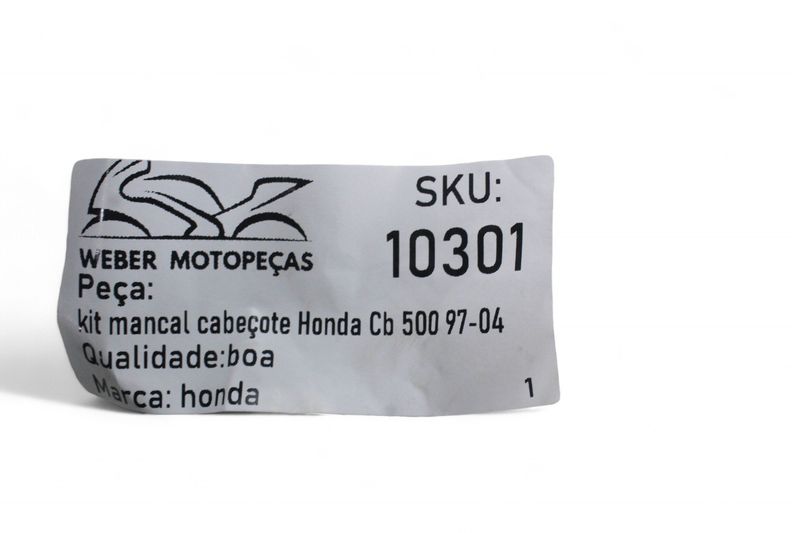 WEBER MOTOPEÇAS
SKU:
10301
Peça:
kit mancal cabeçote Honda Cb 500 97-04
Qualidade:boa
Marca: honda
1